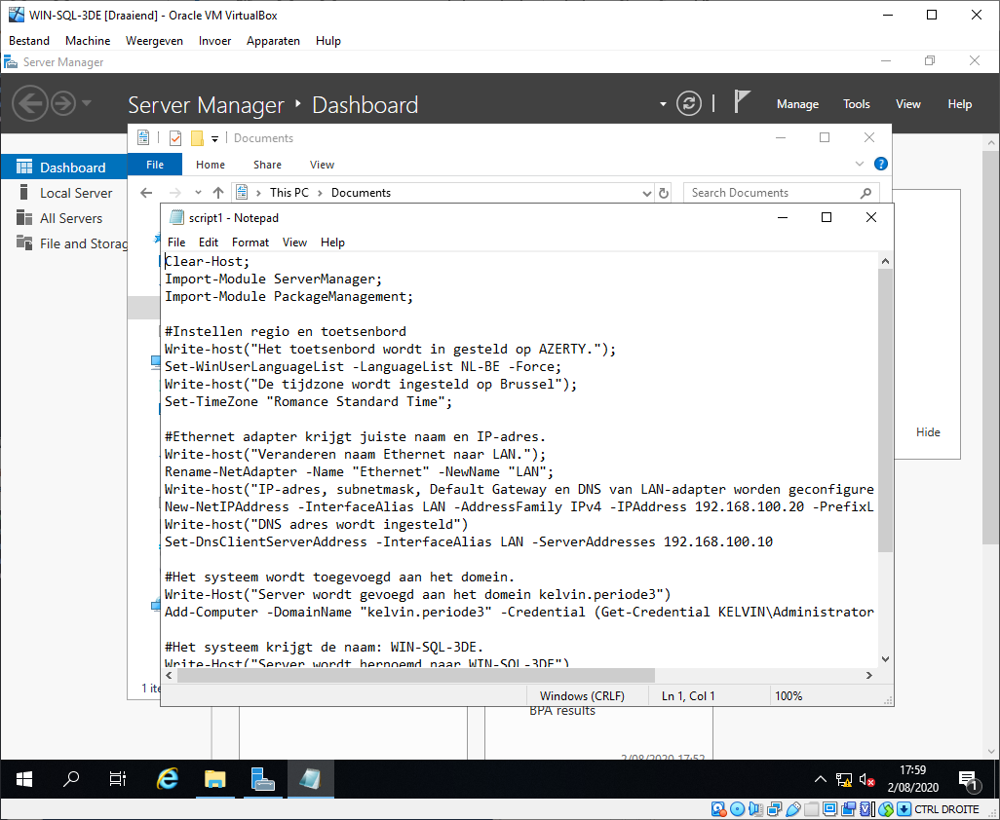 WIN-SQL-3DE [Draaiend] - Oracle VM VirtualBox
Bestand Machine Weergeven Invoer Apparaten Hulp
Server Manager
Server Manager Dashboard
Manage Tools View Help
Documents
File Home Share View
This PC Documents
Search Documents
Dashboard
Local Server
All Servers
File and Storag
script1 - Notepad
File Edit Format View Help
Clear-Host;
Import-Module ServerManager;
Import-Module PackageManagement;
#Instellen regio en toetsenbord
Write-host("Het toetsenbord wordt in gesteld op AZERTY.");
Set-WinUserLanguageList -LanguageList NL-BE -Force;
Write-host("De tijdzone wordt ingesteld op Brussel");
Set-TimeZone "Romance Standard Time";
#Ethernet adapter krijgt juiste naam en IP-adres.
Write-host("Veranderen naam Ethernet naar LAN.");
Rename-NetAdapter -Name "Ethernet" -NewName "LAN";
Write-host("IP-adres, subnetmask, Default Gateway en DNS van LAN-adapter worden geconfigure
New-NetIPAddress -InterfaceAlias LAN -AddressFamily IPv4 -IPAddress 192.168.100.20 -PrefixL
Write-host("DNS adres wordt ingesteld")
Set-DnsClientServerAddress -InterfaceAlias LAN -ServerAddresses 192.168.100.10
#Het systeem wordt toegevoegd aan het domein.
Write-Host("Server wordt gevoegd aan het domein kelvin.periode3")
Add-Computer -DomainName "kelvin.periode3" -Credential (Get-Credential KELVIN\Administrator
#Het systeem krijgt de naam: WIN-SQL-3DE.
Write-Host("Server wordt hernoemd naar WIN-SQL-3DE")
Windows (CRLF) Ln 1, Col 1 100%
Hide
1 ite
BPA results
2/08/2020 17:52
17:59
2/08/2020
1
CTRL DROITE